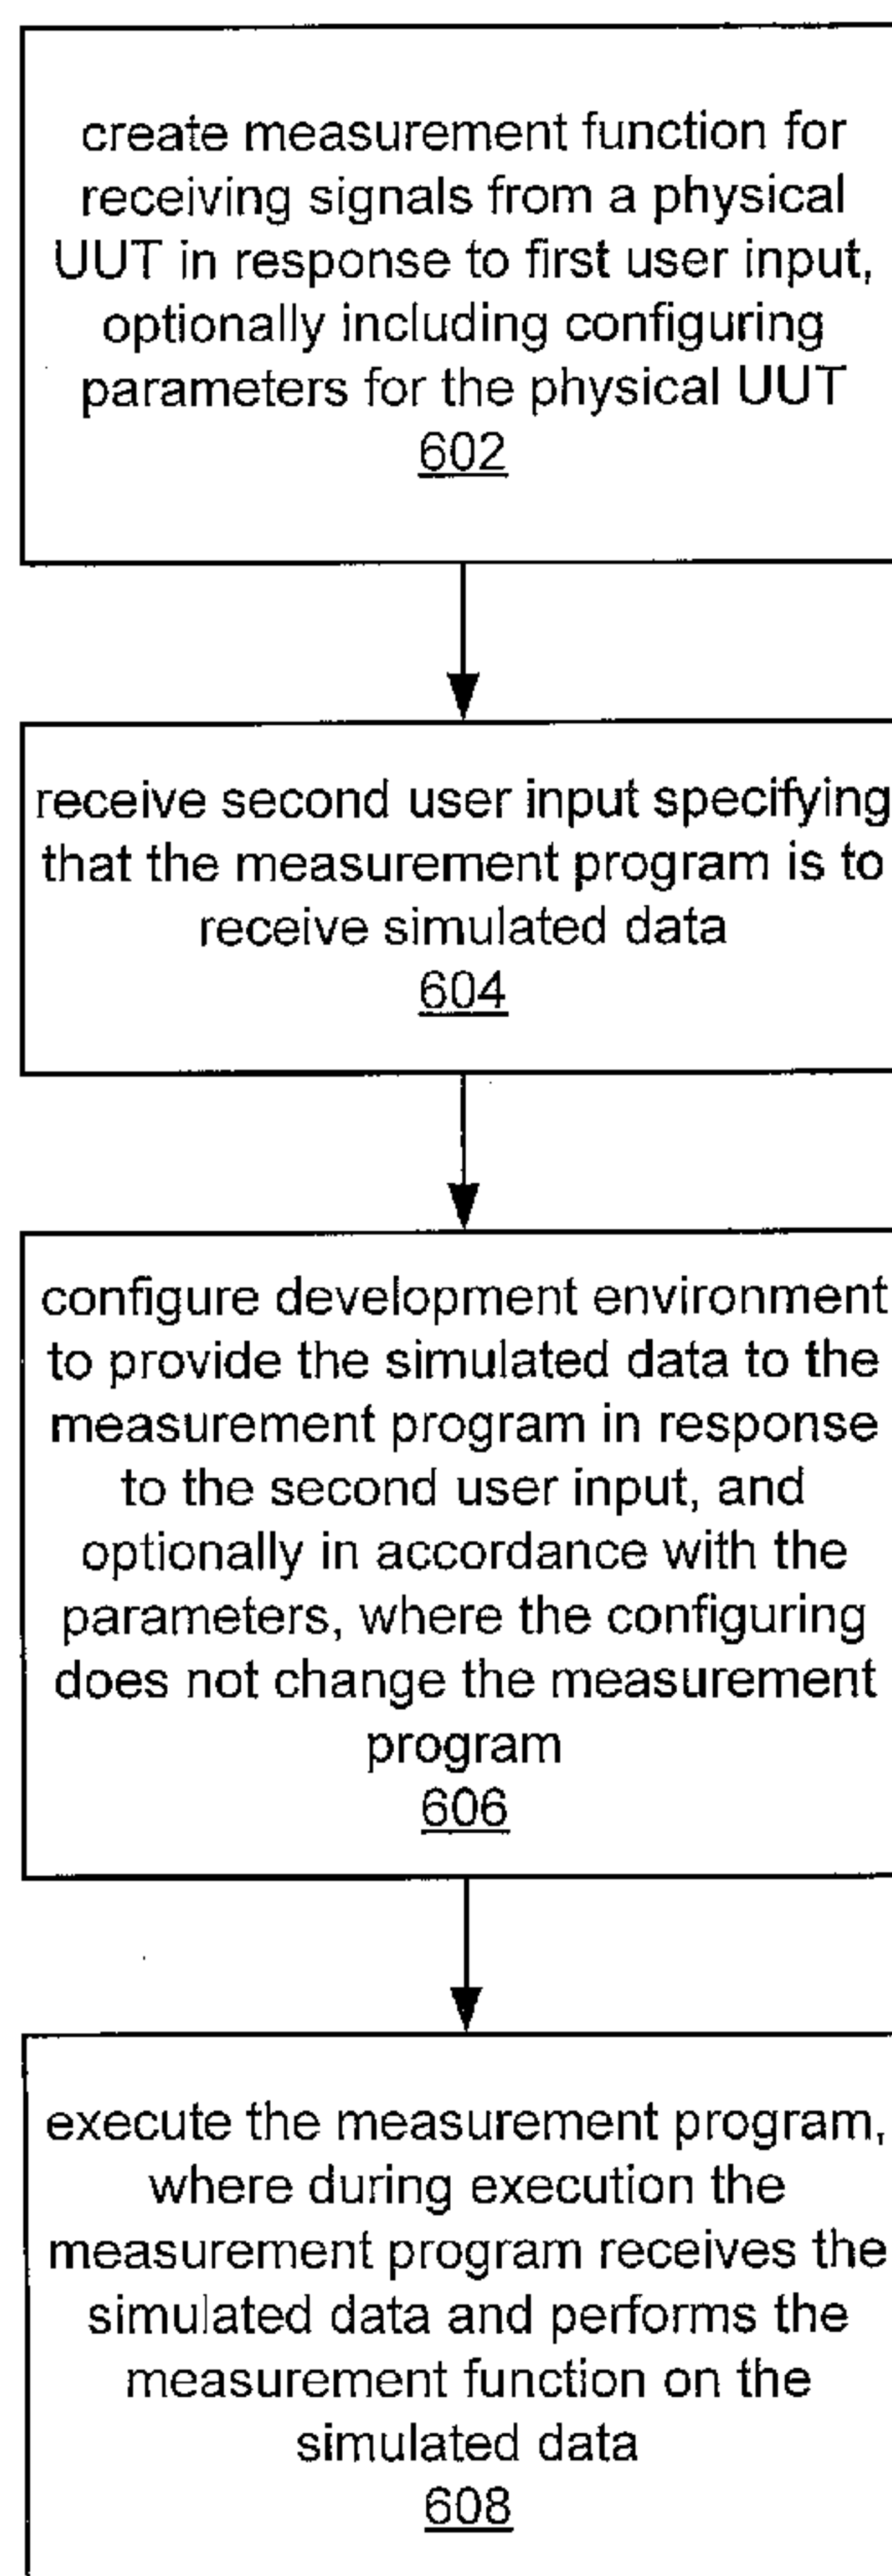 create measurement function for
receiving signals from a physical
UUT in response to first user input,
optionally including configuring
parameters for the physical UUT
602
receive second user input specifying
that the measurement program is to
receive simulated data
604
configure development environment
to provide the simulated data to the
measurement program in response
to the second user input, and
optionally in accordance with the
parameters, where the configuring
does not change the measurement
program
606
execute the measurement program,
where during execution the
measurement program receives the
simulated data and performs the
measurement function on the
simulated data
608